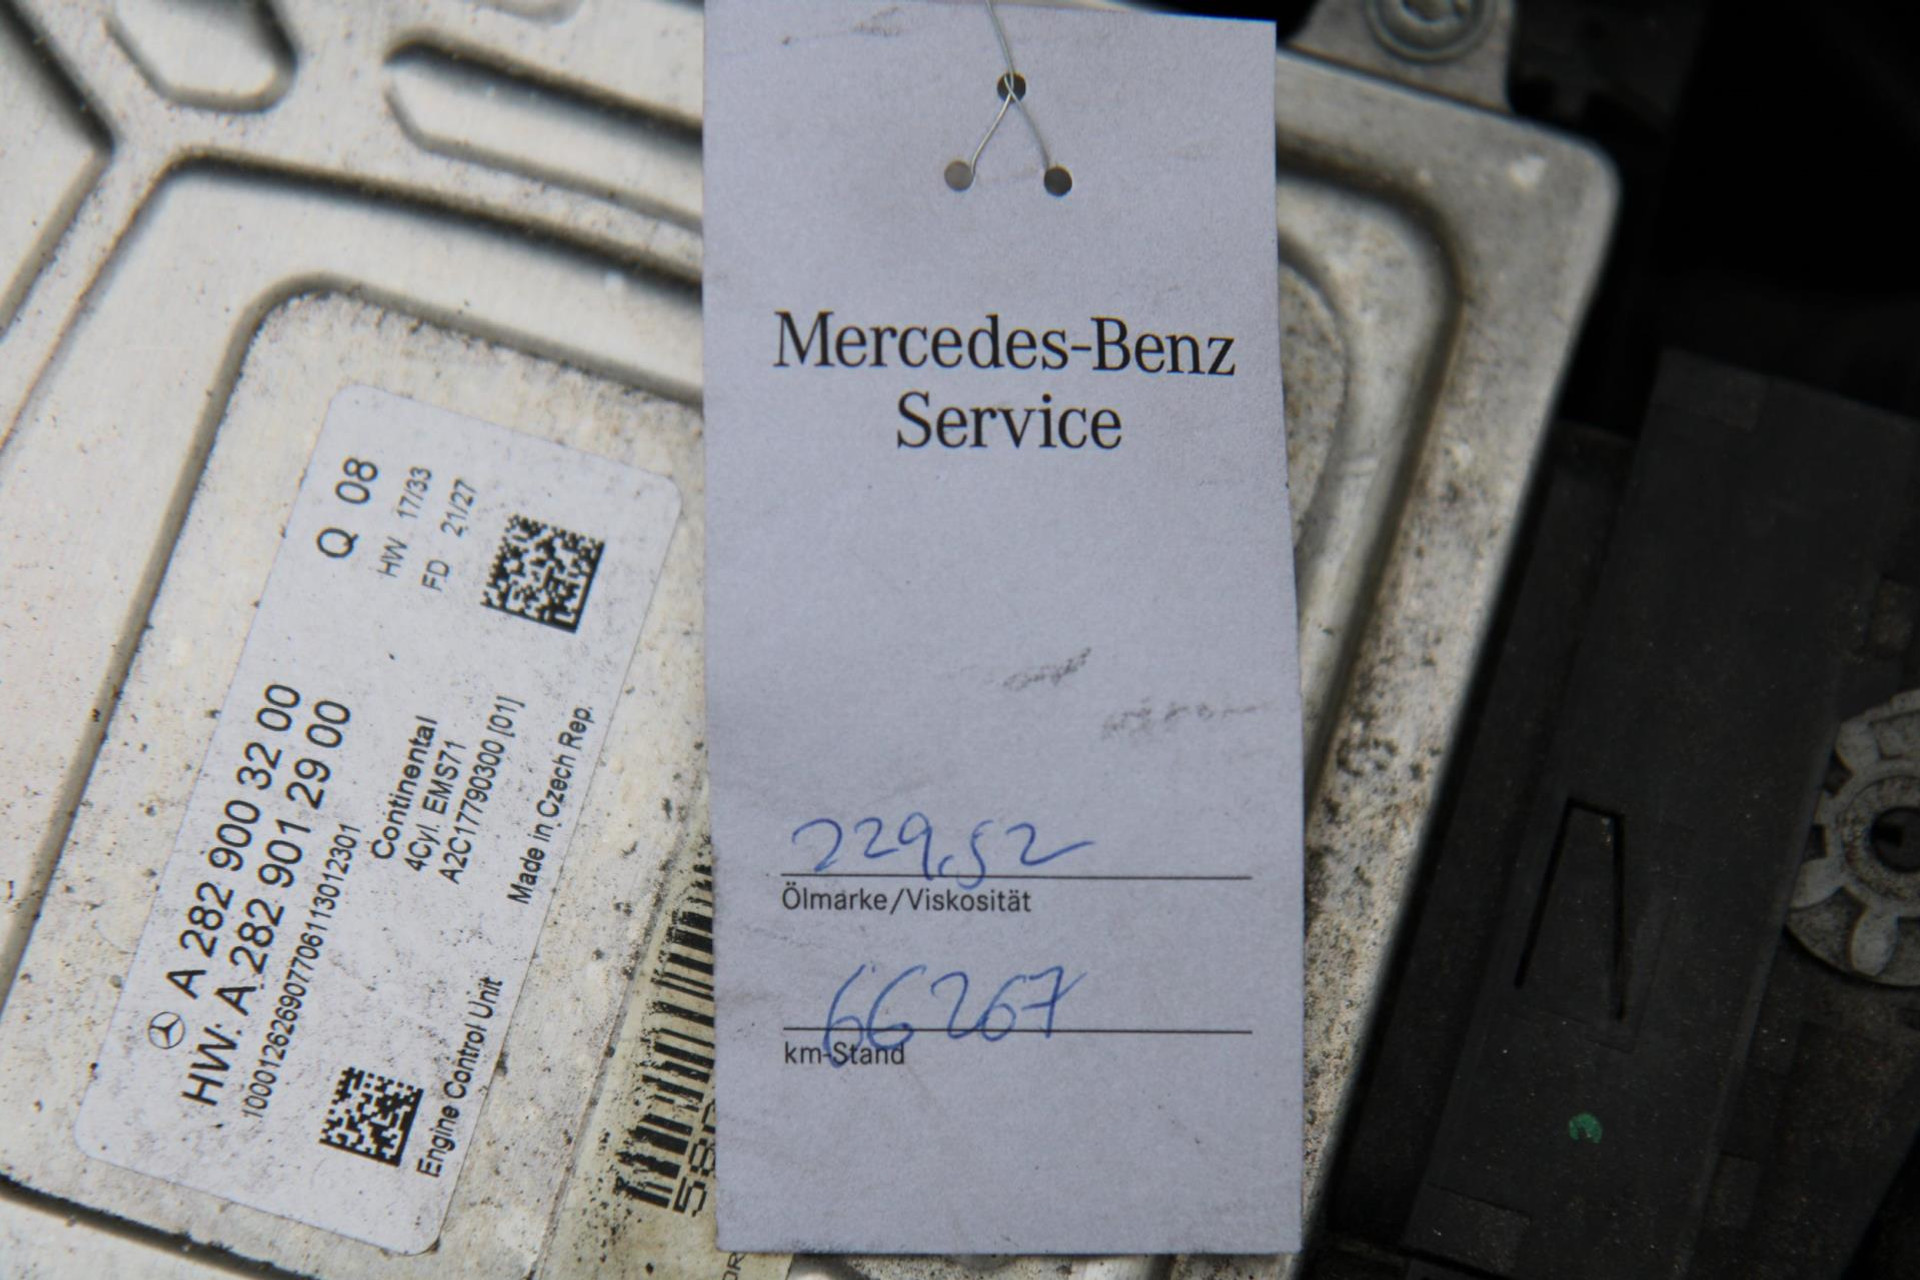 Q 08
HW 17/33
FD 21/27
A 282 900 32 00
HW: A 282 901 29 00
10001262690770611301 2301
Continental
4Cyl. EMS71
A2C17790300 [01]
Made in Czech Rep.
Engine Control Unit
Mercedes-Benz
Service
229.52
Ölmarke/Viskosität
66267
km-Stand